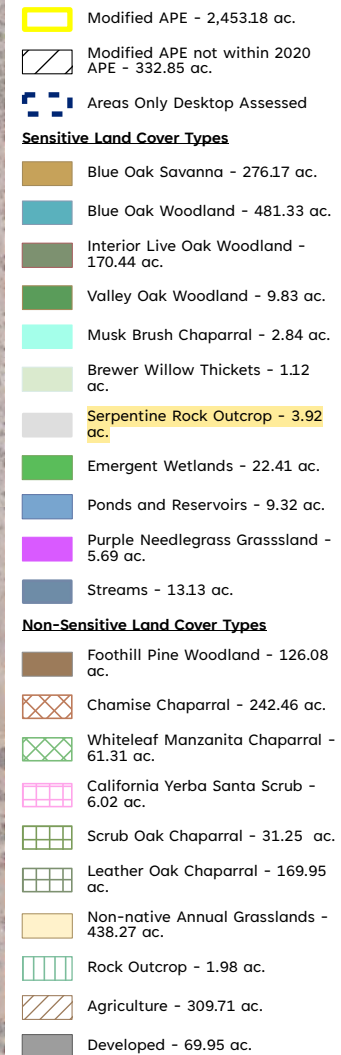 Modified APE - 2,453.18 ac.
Modified APE not within 2020
APE - 332.85 ac.
Areas Only Desktop Assessed
Sensitive Land Cover Types
Blue Oak Savanna - 276.17 ac.
Blue Oak Woodland - 481.33 ac.
Interior Live Oak Woodland -
170.44 ac.
Valley Oak Woodland - 9.83 ac.
Musk Brush Chaparral - 2.84 ac.
Brewer Willow Thickets - 1.12
ac.
Serpentine Rock Outcrop - 3.92
ac.
Emergent Wetlands - 22.41 ac.
Ponds and Reservoirs - 9.32 ac.
Purple Needlegrass Grasssland -
5.69 ac.
Streams - 13.13 ac.
Non-Sensitive Land Cover Types
Foothill Pine Woodland - 126.08
ac.
Chamise Chaparral - 242.46 ac.
Whiteleaf Manzanita Chaparral -
61.31 ac.
California Yerba Santa Scrub -
6.02 ac.
Scrub Oak Chaparral - 31.25 ac.
Leather Oak Chaparral - 169.95
ac.
Non-native Annual Grasslands -
438.27 ac.
Rock Outcrop - 1.98 ac.
Agriculture - 309.71 ac.
Developed - 69.95 ac.